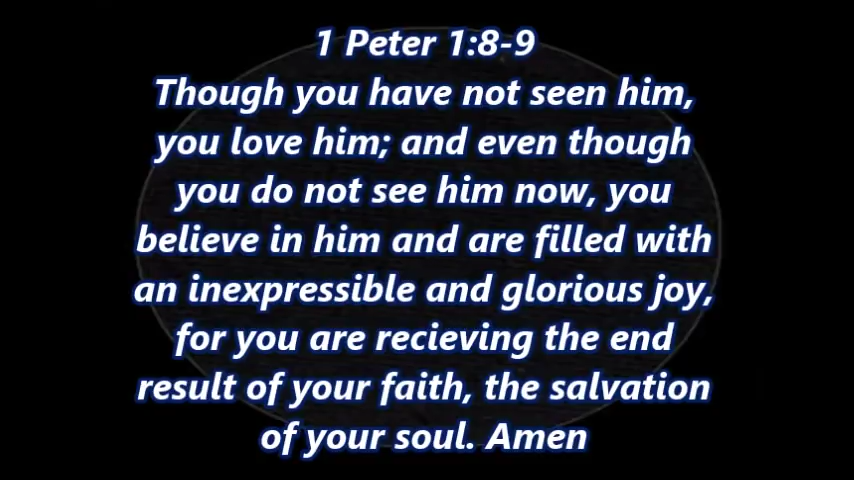 1 Peter 1:8-9
Though you have not seen him,
you love him; and even though
you do not see him now, you
believe in him and are filled with
an inexpressible and glorious joy,
for you are recieving the end
result of your faith, the salvation
of your soul. Amen